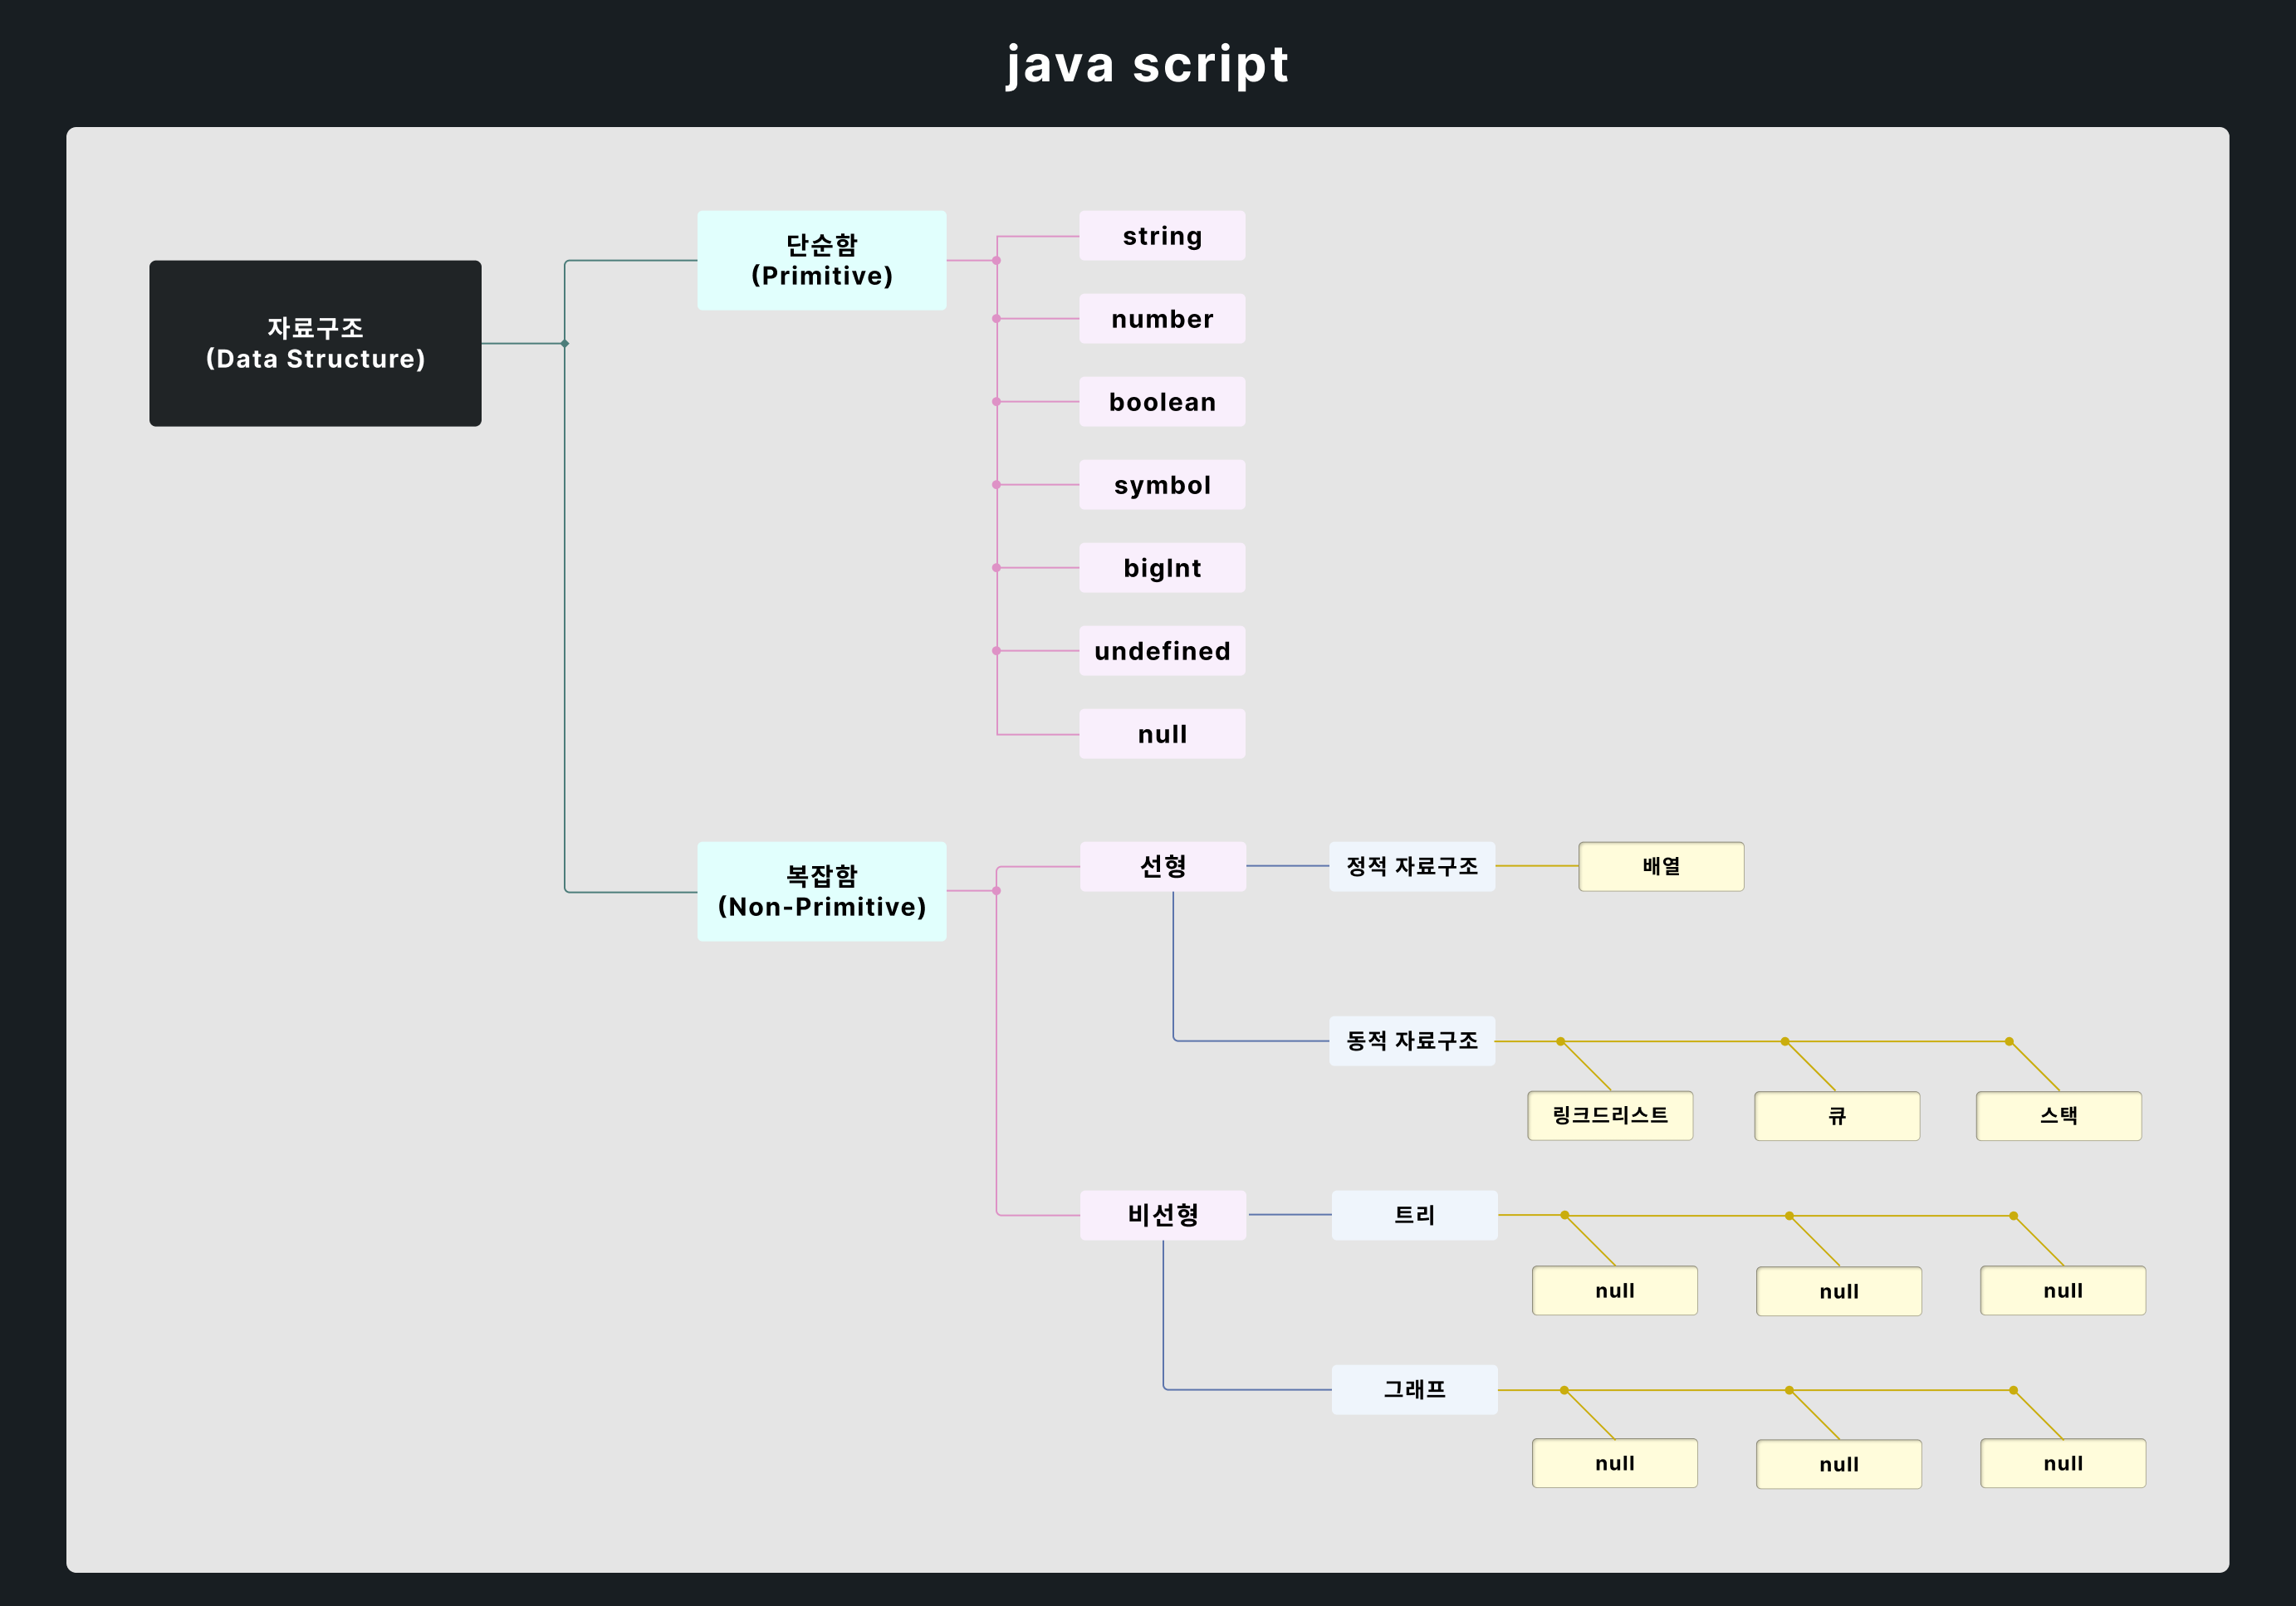 java script
자료구조
(Data Structure)
단순함
(Primitive)
string
number
boolean
symbol
bigInt
undefined
null
복잡함
(Non-Primitive)
선형
정적 자료구조
배열
동적 자료구조
링크드리스트
큐
스택
비선형
트리
null
null
null
그래프
null
null
null